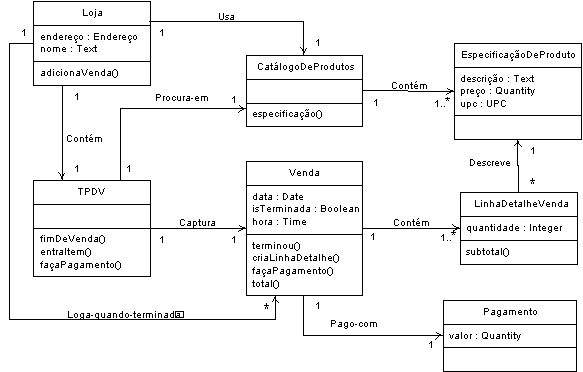 Loja
endereço : Endereço
nome : Text
adicionaVenda()
Usa
1
1
1
CatálogoDeProdutos
especificação()
EspecificaçãoDeProduto
descrição : Text
preço : Quantity
upc : UPC
Contém
1
1..*
Procura-em
1
1
1
Contém
1
TPDV
fimDeVenda()
entraItem()
façaPagamento()
Captura
1
1
Venda
data : Date
isTerminada : Boolean
hora : Time
terminou()
criaLinhaDetalhe()
façaPagamento()
total()
Contém
1
1..*
Descreve
1
*
LinhaDetalheVenda
quantidade : Integer
subtotal()
Loga-quando-terminada
*
1
Pago-com
1
Pagamento
valor : Quantity